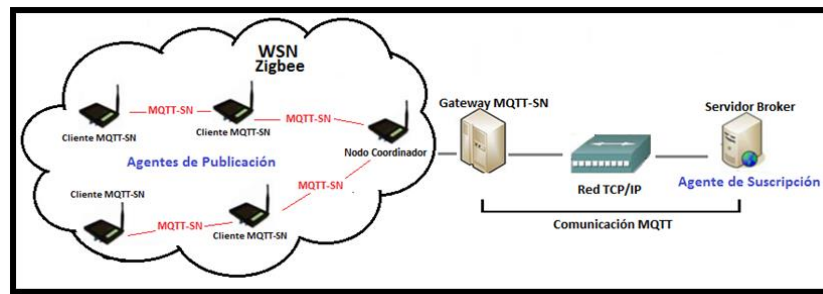 WSN
Zigbee
MQTT-SN
MQTT-SN
Cliente MQTT-SN
Cliente MQTT-SN
Nodo Coordinador
Agentes de Publicación
MQTT-SN
Cliente MQTT-SN
MQTT-SN
Cliente MQTT-SN
Gateway MQTT-SN
Red TCP/IP
Servidor Broker
Agente de Suscripción
Comunicación MQTT